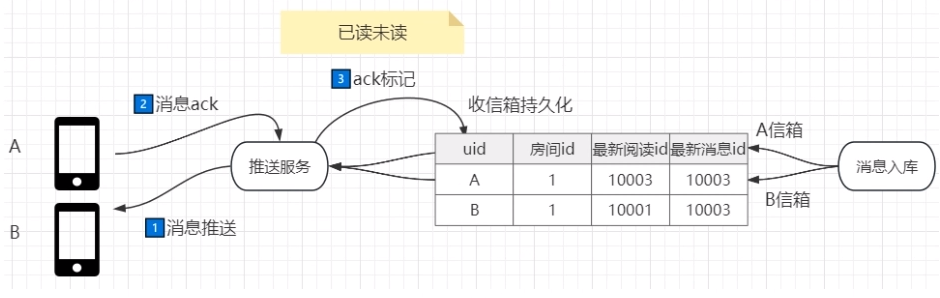 已读未读
3 ack标记
2 消息ack
收信箱持久化
A
推送服务
uid 房间id 最新阅读id 最新消息id
A 1 10003 10003
B 1 10001 10003
A信箱
B信箱
消息入库
B
1 消息推送